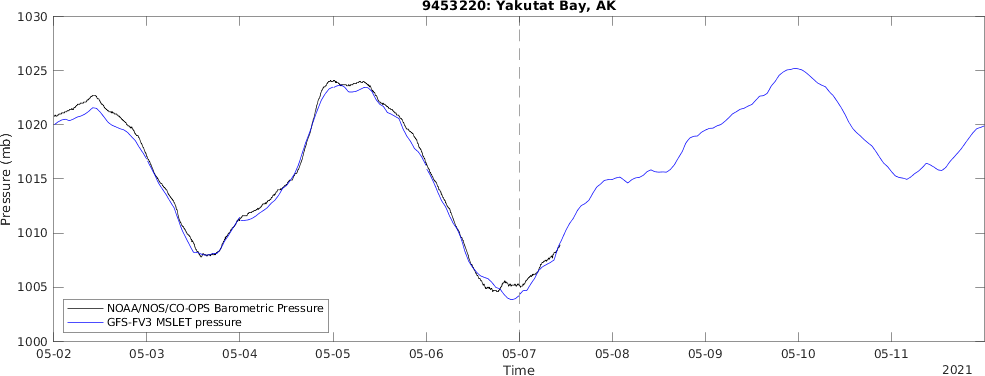 9453220: Yakutat Bay, AK
Pressure (mb)
1030
1025
1020
1015
1010
1005
1000
NOAA/NOS/CO-OPS Barometric Pressure
GFS-FV3 MSLET pressure
05-02 05-03 05-04 05-05 05-06 05-07 05-08 05-09 05-10 05-11
Time
2021